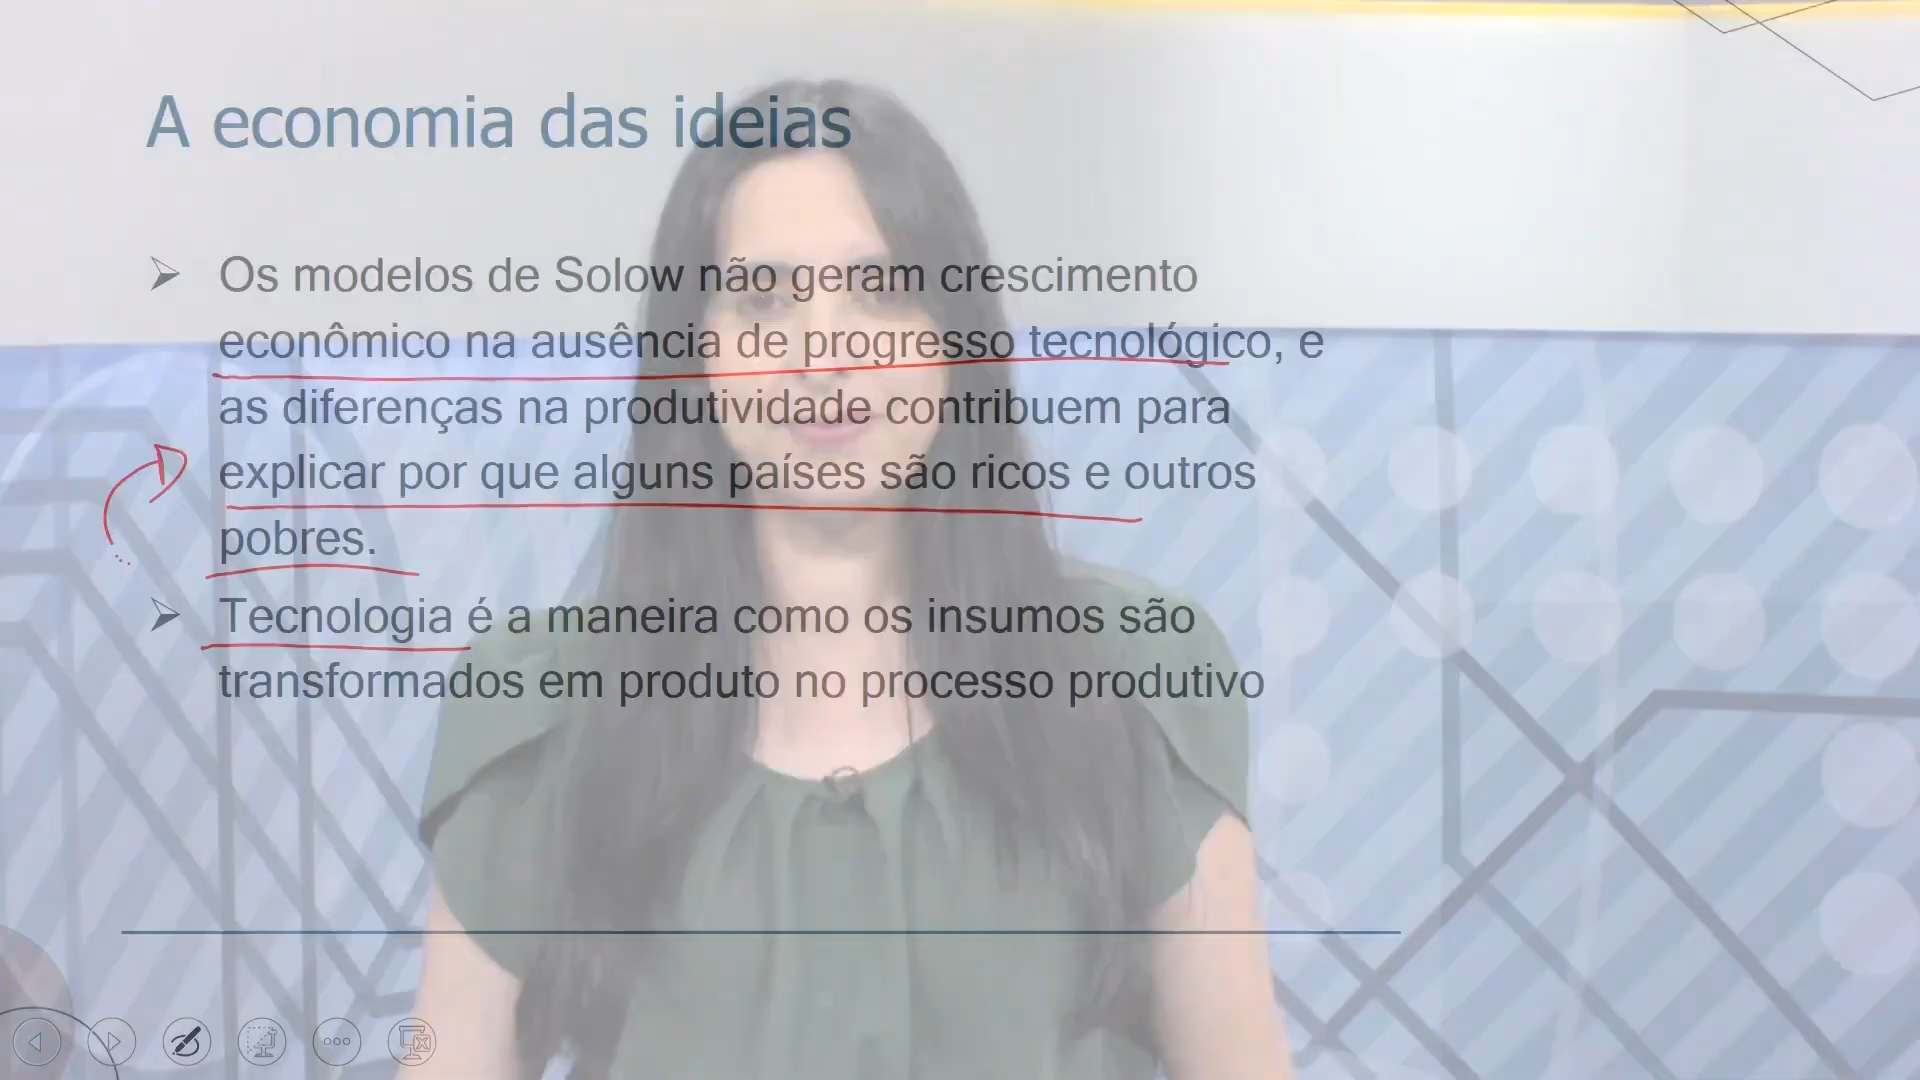 A economia das ideias
Os modelos de Solow não geram crescimento
econômico na ausência de progresso tecnológico, e
as diferenças na produtividade contribuem para
explicar por que alguns países são ricos e outros
pobres.
Tecnologia é a maneira como os insumos são
transformados em produto no processo produtivo